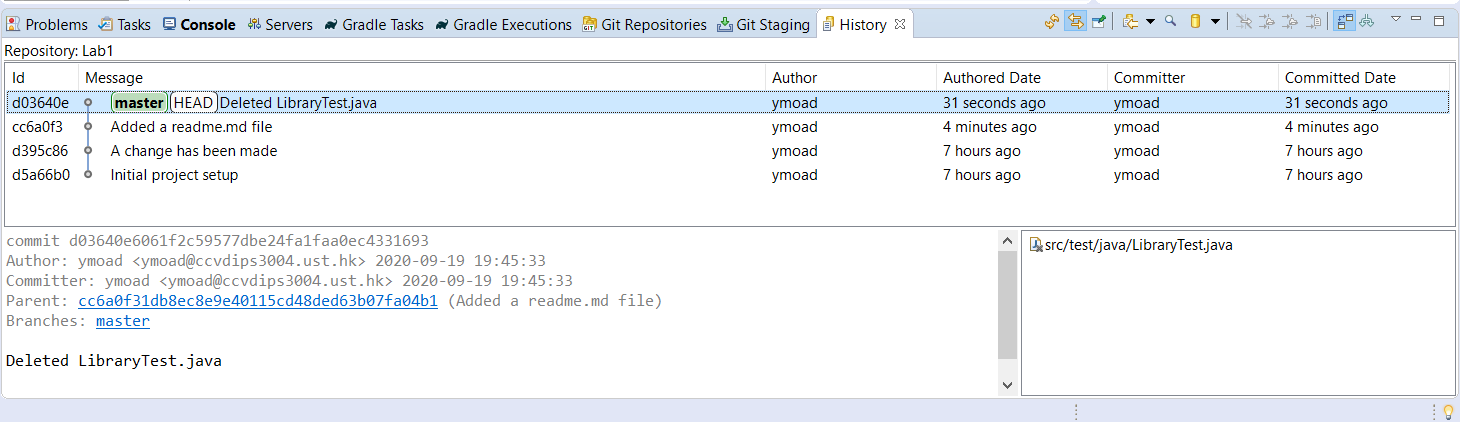 Problems Tasks Console Servers Gradle Tasks Gradle Executions Git Repositories Git Staging History
Repository: Lab1
Id Message Author Authored Date Committer Committed Date
d03640e master HEAD Deleted LibraryTest.java ymoad 31 seconds ago ymoad 31 seconds ago
cc6a0f3 Added a readme.md file ymoad 4 minutes ago ymoad 4 minutes ago
d395c86 A change has been made ymoad 7 hours ago ymoad 7 hours ago
d5a66b0 Initial project setup ymoad 7 hours ago ymoad 7 hours ago
commit d03640e6061f2c59577dbe24fa1faa0ec4331693
Author: ymoad <ymoad@ccvdips3004.ust.hk> 2020-09-19 19:45:33
Committer: ymoad <ymoad@ccvdips3004.ust.hk> 2020-09-19 19:45:33
Parent: cc6a0f31db8ec8e9e40115cd48ded63b07fa04b1 (Added a readme.md file)
Branches: master
Deleted LibraryTest.java
src/test/java/LibraryTest.java